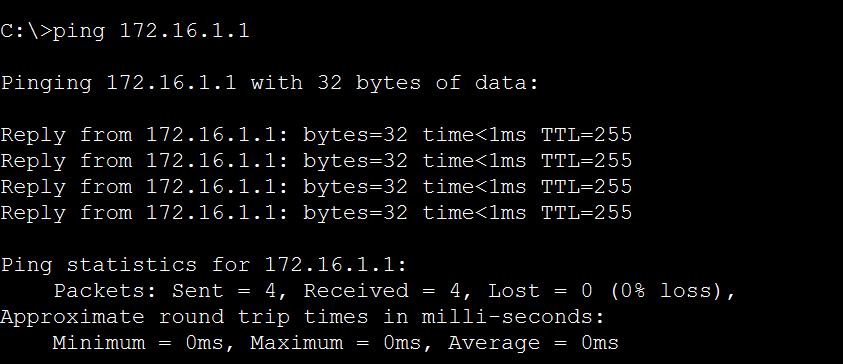 C:\>ping 172.16.1.1
Pinging 172.16.1.1 with 32 bytes of data:
Reply from 172.16.1.1: bytes=32 time<1ms TTL=255
Reply from 172.16.1.1: bytes=32 time<1ms TTL=255
Reply from 172.16.1.1: bytes=32 time<1ms TTL=255
Reply from 172.16.1.1: bytes=32 time<1ms TTL=255
Ping statistics for 172.16.1.1:
    Packets: Sent = 4, Received = 4, Lost = 0 (0% loss),
Approximate round trip times in milli-seconds:
    Minimum = 0ms, Maximum = 0ms, Average = 0ms